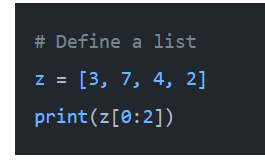 # Define a list
z = [3, 7, 4, 2]
print(z[0:2])